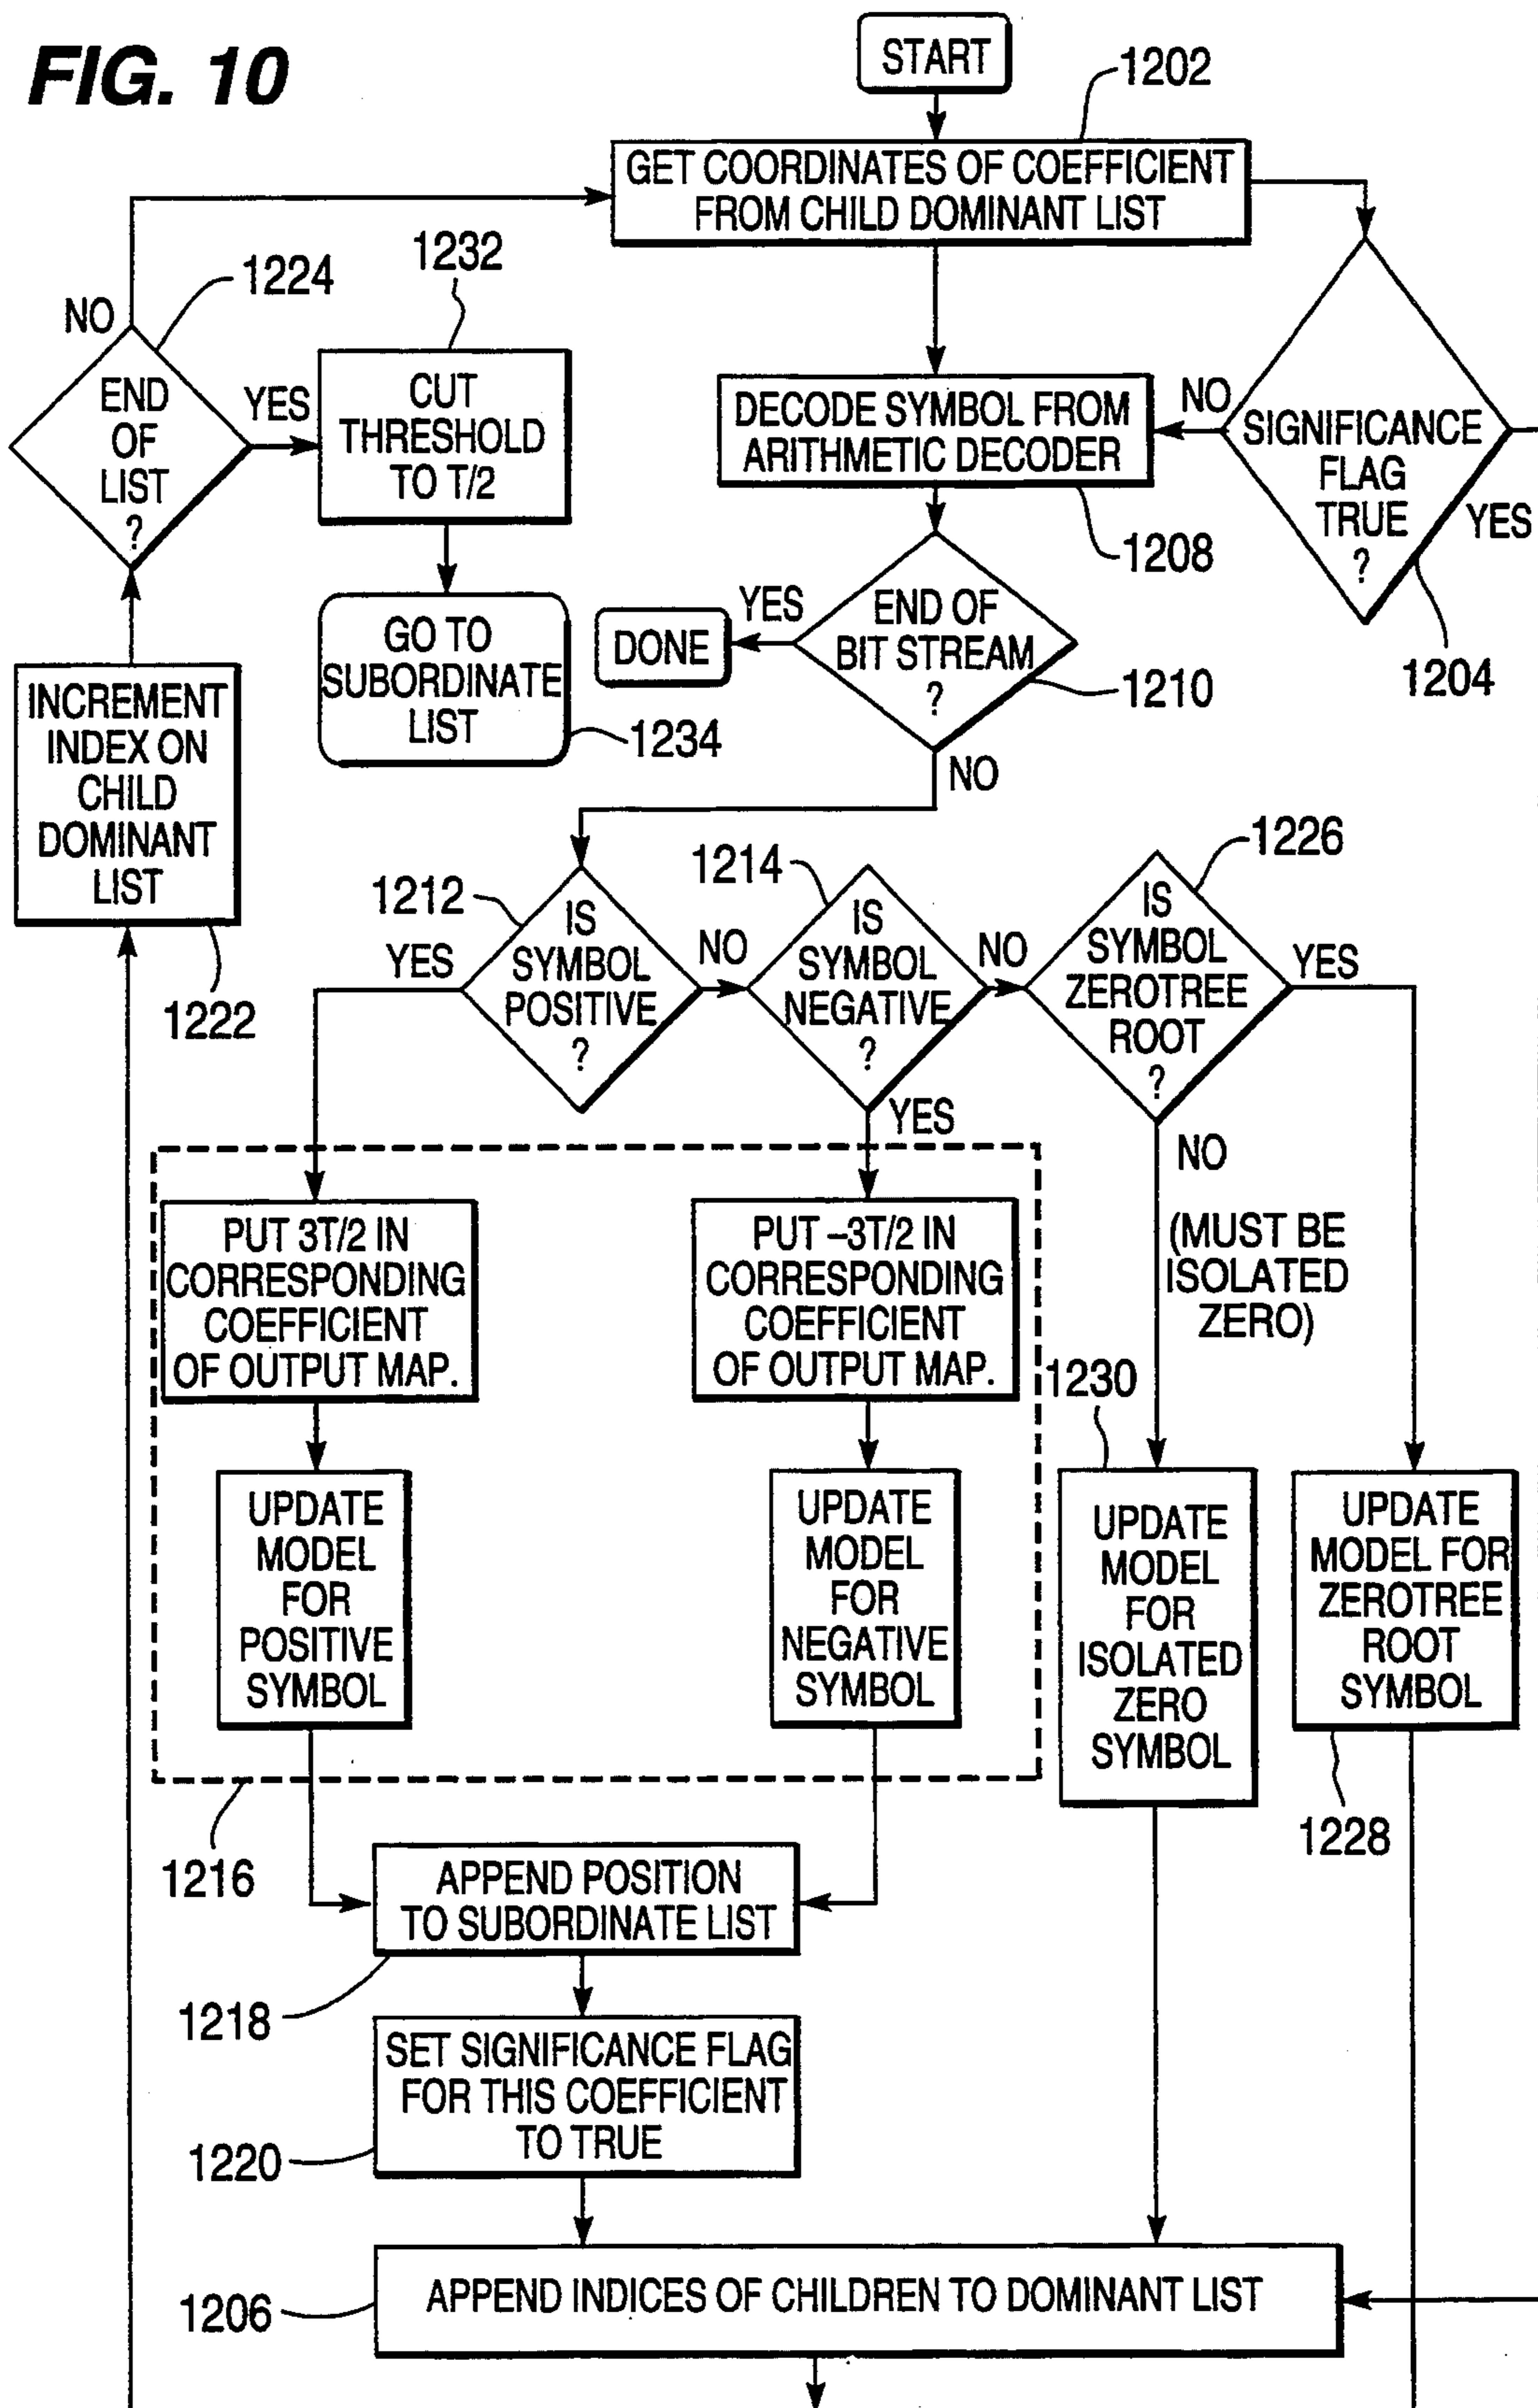 FIG. 10
START
1202
GET COORDINATES OF COEFFICIENT
FROM CHILD DOMINANT LIST
1224
NO
END
OF
LIST
?
YES
1232
CUT
THRESHOLD
TO T/2
GO TO
SUBORDINATE
LIST
1234
DECODE SYMBOL FROM
ARITHMETIC DECODER
1208
NO
SIGNIFICANCE
FLAG
TRUE
?
YES
1204
END OF
BIT STREAM
?
YES
DONE
1210
NO
INCREMENT
INDEX ON
CHILD
DOMINANT
LIST
1222
1212
IS
SYMBOL
POSITIVE
?
YES
NO
1214
IS
SYMBOL
NEGATIVE
?
NO
YES
1226
IS
SYMBOL
ZEROTREE
ROOT
?
YES
NO
(MUST BE
ISOLATED
ZERO)
PUT 3T/2 IN
CORRESPONDING
COEFFICIENT
OF OUTPUT MAP.
PUT –3T/2 IN
CORRESPONDING
COEFFICIENT
OF OUTPUT MAP.
1230
UPDATE
MODEL
FOR
POSITIVE
SYMBOL
UPDATE
MODEL
FOR
NEGATIVE
SYMBOL
UPDATE
MODEL
FOR
ISOLATED
ZERO
SYMBOL
UPDATE
MODEL FOR
ZEROTREE
ROOT
SYMBOL
1228
1216
APPEND POSITION
TO SUBORDINATE LIST
1218
SET SIGNIFICANCE FLAG
FOR THIS COEFFICIENT
TO TRUE
1220
APPEND INDICES OF CHILDREN TO DOMINANT LIST
1206